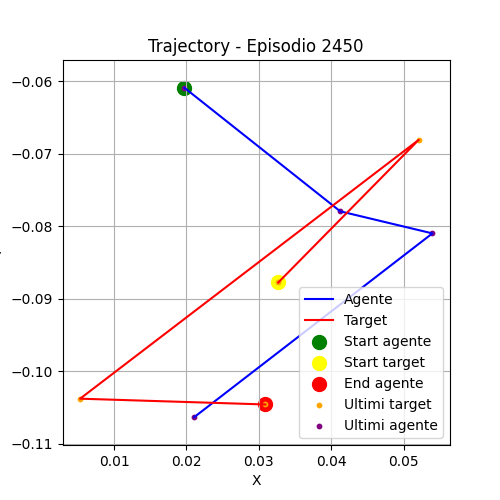 Trajectory - Episodio 2450
−0.06
−0.07
−0.08
−0.09
−0.10
−0.11
0.01
0.02
0.03
0.04
0.05
X
Agente
Target
Start agente
Start target
End agente
Ultimi target
Ultimi agente